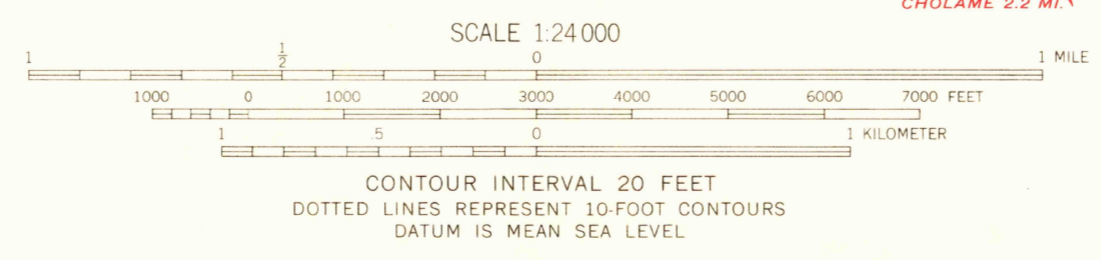 CHOLAME 2.2 MI.
SCALE 1:24 000
1 1/2 0 1 MILE
1000 0 1000 2000 3000 4000 5000 6000 7000 FEET
1 .5 0 1 KILOMETER
CONTOUR INTERVAL 20 FEET
DOTTED LINES REPRESENT 10-FOOT CONTOURS
DATUM IS MEAN SEA LEVEL